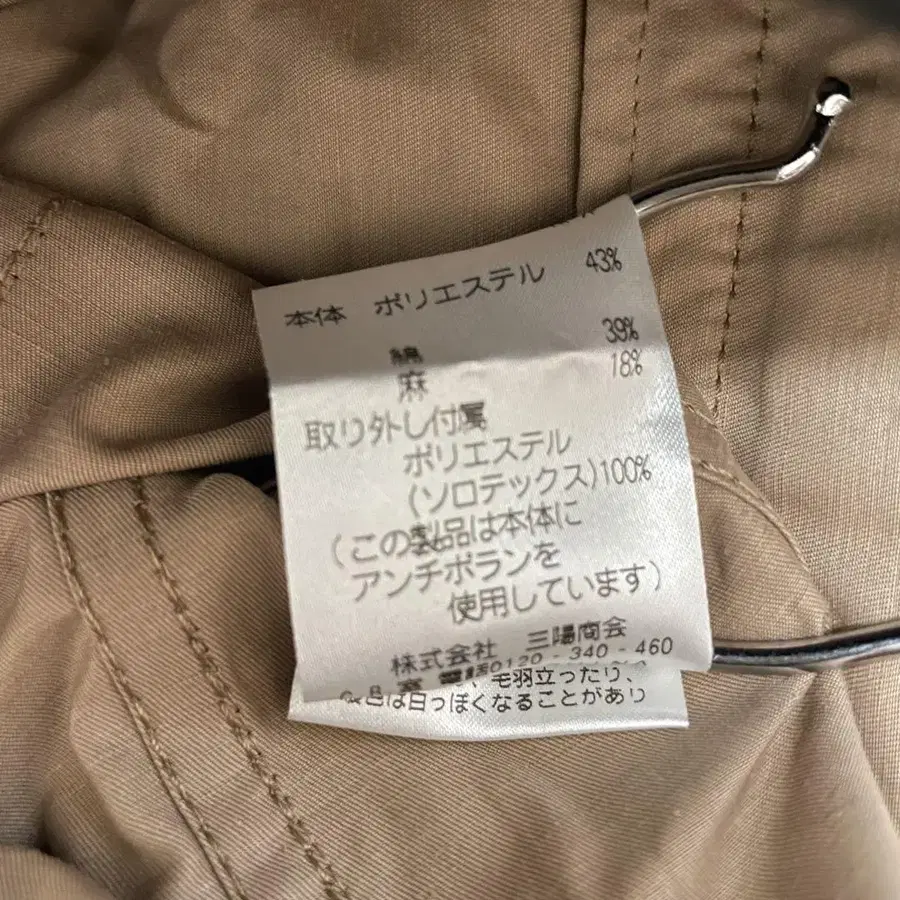 本体 ポリエステル 43%
綿 39%
麻 18%
取り外し付属
ポリエステル
(ソロテックス)100%
(この製品は本体に
アンチボランを
使用しています)
株式会社 三陽商会
0120-340-460
、毛羽立ったり、
は白っぽくなることがあり